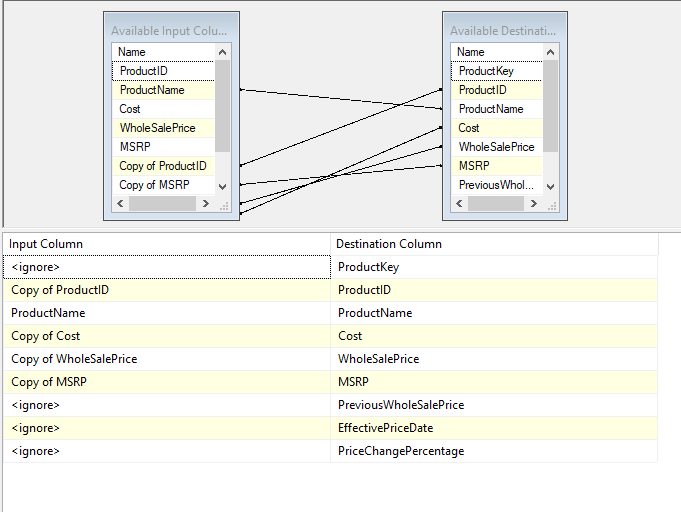 Available Input Colu...
Name
ProductID
ProductName
Cost
WholeSalePrice
MSRP
Copy of ProductID
Copy of MSRP
Available Destinatio...
Name
ProductKey
ProductID
ProductName
Cost
WholeSalePrice
MSRP
PreviousWhol...
Input Column Destination Column
<ignore> ProductKey
Copy of ProductID ProductID
ProductName ProductName
Copy of Cost Cost
Copy of WholeSalePrice WholeSalePrice
Copy of MSRP MSRP
<ignore> PreviousWholeSalePrice
<ignore> EffectivePriceDate
<ignore> PriceChangePercentage